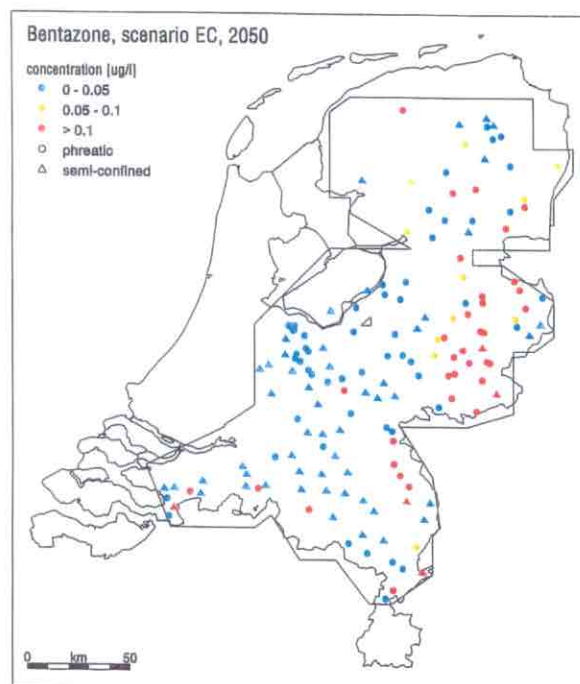 Bentazone, scenario EC, 2050
concentration [ug/l]
0 - 0.05
0.05 - 0.1
> 0.1
phreatic
semi-confined
0 km 50